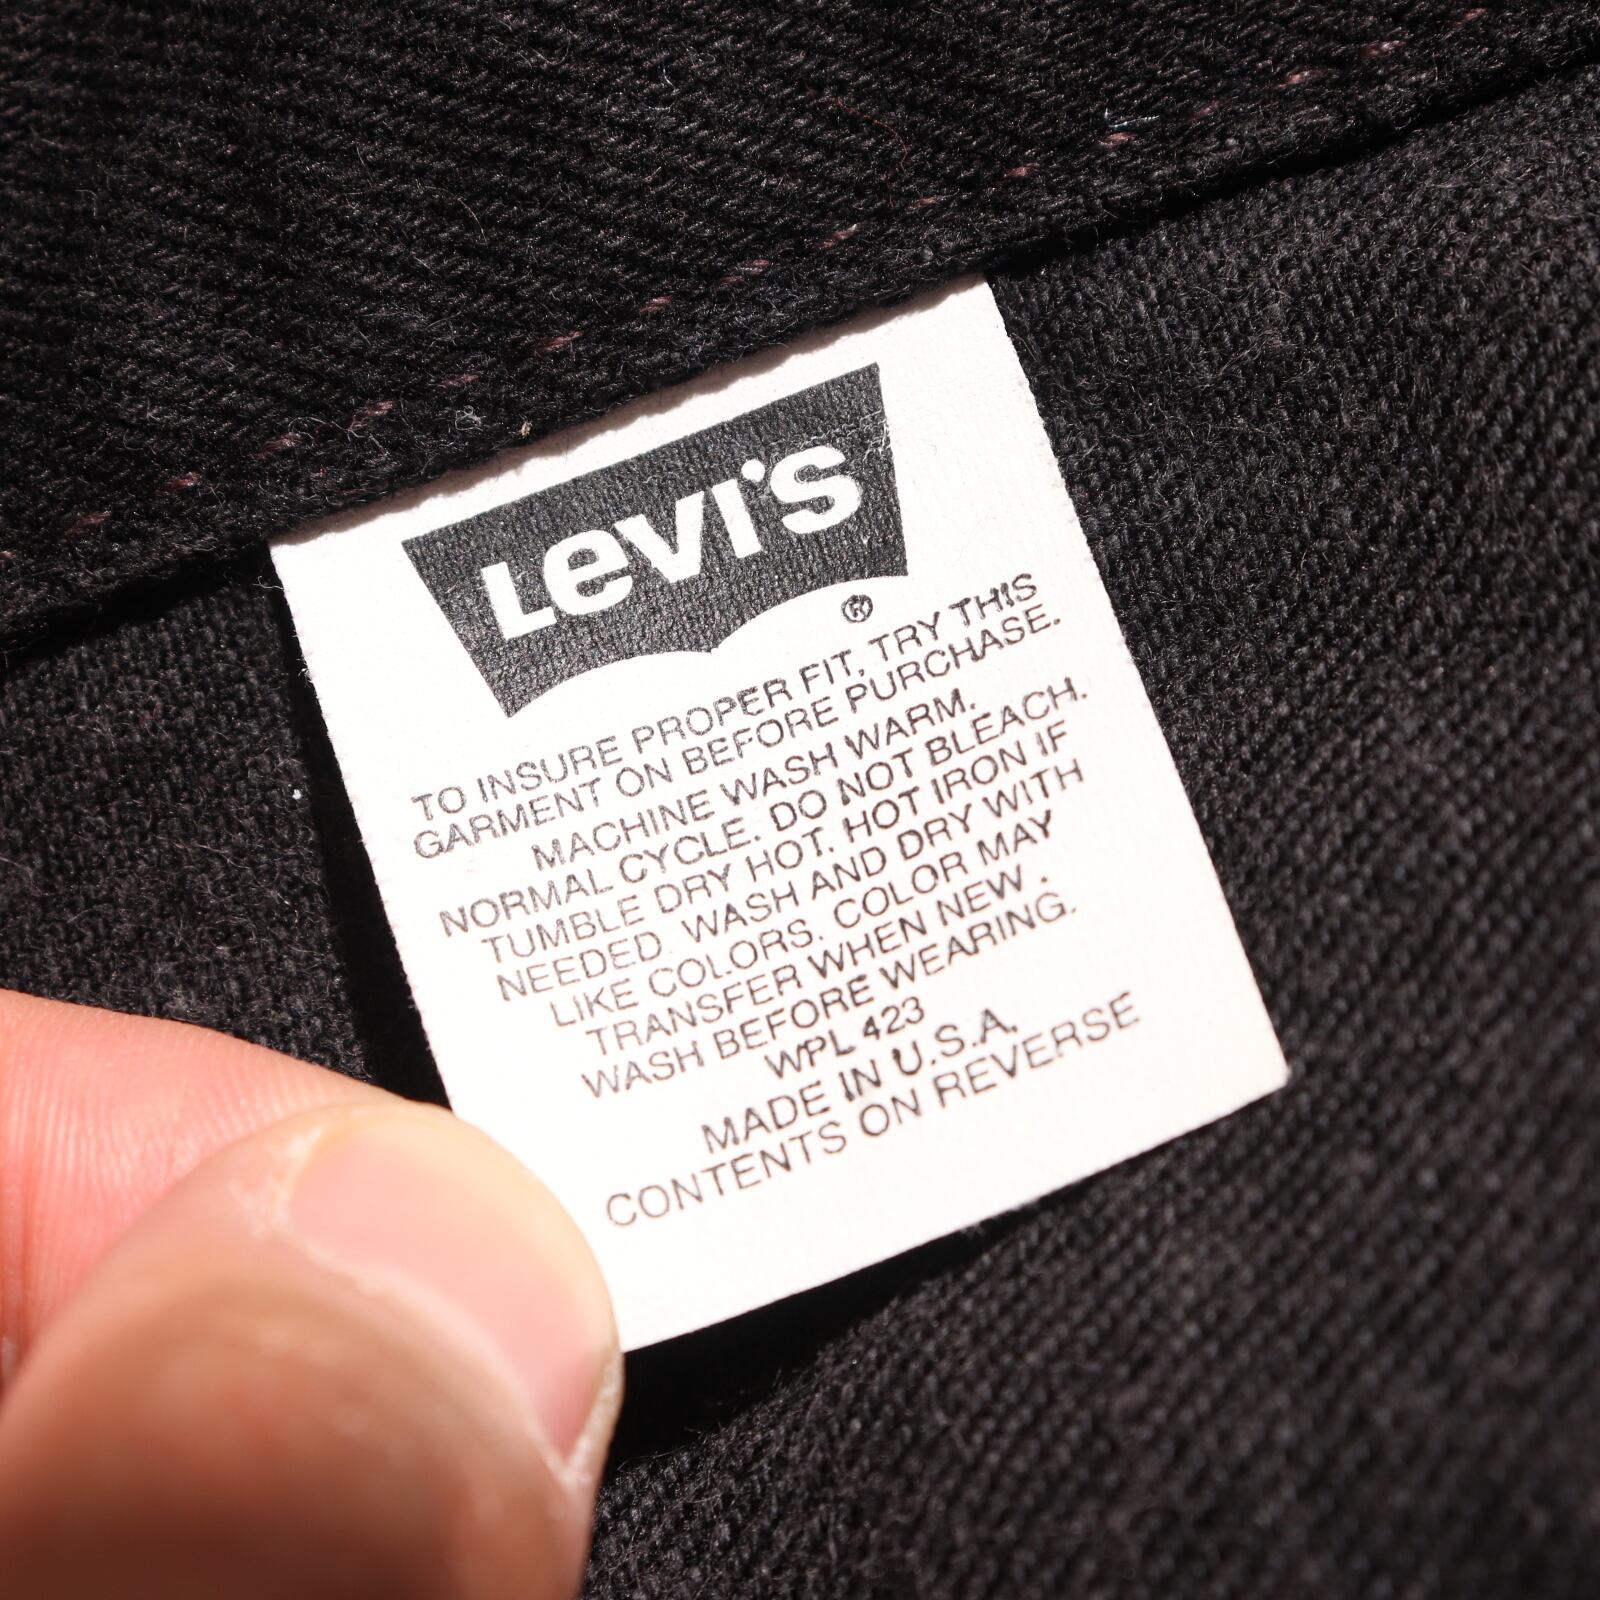 Levi's
®
TO INSURE PROPER FIT, TRY THIS
GARMENT ON BEFORE PURCHASE.
MACHINE WASH WARM.
NORMAL CYCLE. DO NOT BLEACH.
TUMBLE DRY HOT. HOT IRON IF
NEEDED. WASH AND DRY WITH
LIKE COLORS. COLOR MAY
TRANSFER WHEN NEW.
WASH BEFORE WEARING.
WPL 423
MADE IN U.S.A.
CONTENTS ON REVERSE